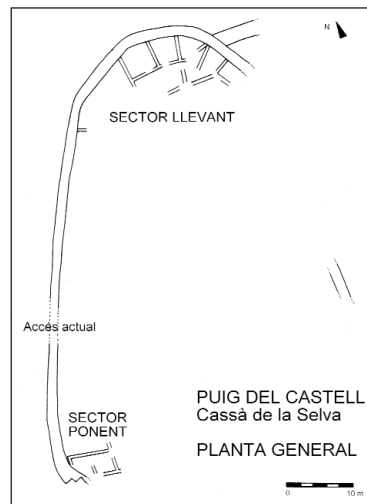 N
SECTOR LLEVANT
Accés actual
SECTOR
PONENT
PUIG DEL CASTELL
Cassà de la Selva
PLANTA GENERAL
0 10 m